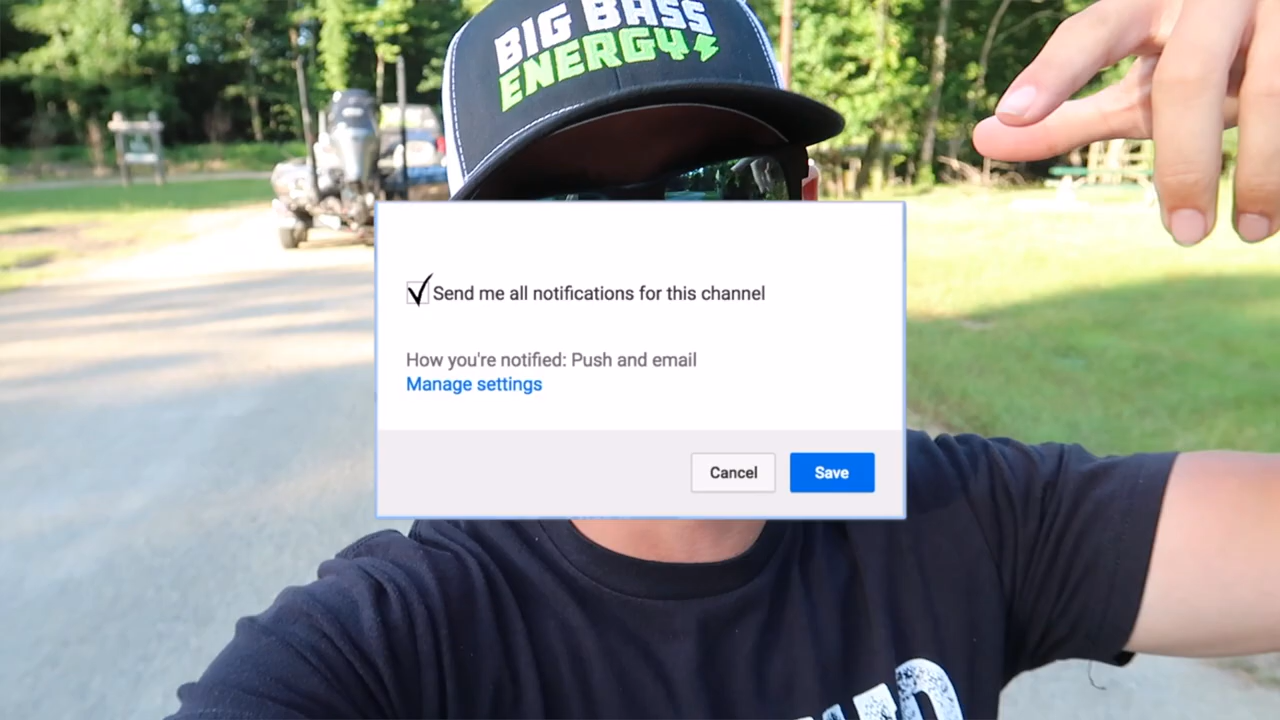 BIG BASS
ENERGY
Send me all notifications for this channel
How you're notified: Push and email
Manage settings
Cancel
Save